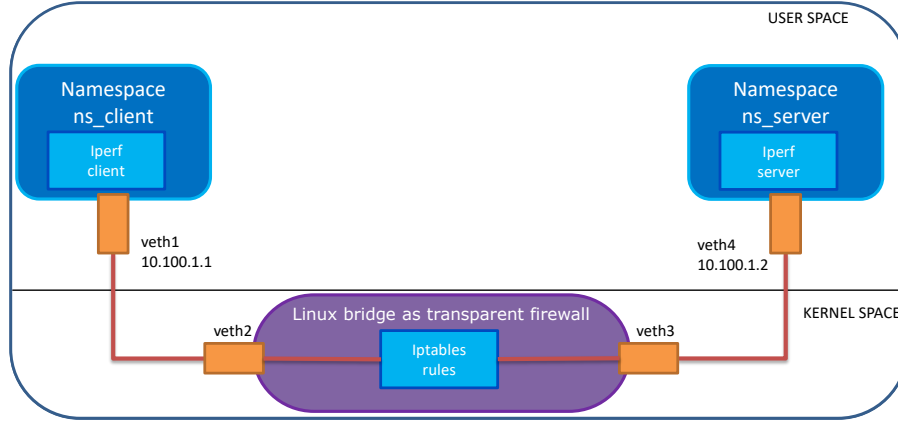 USER SPACE
Namespace
ns_client
Iperf
client
Namespace
ns_server
Iperf
server
veth1
10.100.1.1
veth4
10.100.1.2
KERNEL SPACE
Linux bridge as transparent firewall
veth2
Iptables
rules
veth3